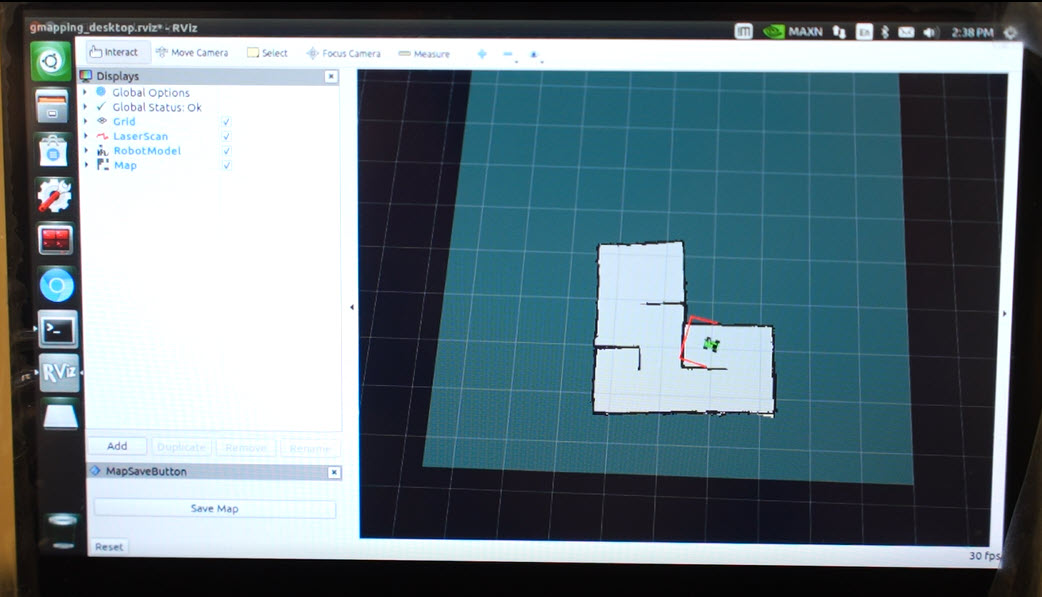 gmapping_desktop.rviz* - RViz
MAXN
En
2:38 PM
Interact
Move Camera
Select
Focus Camera
Measure
Displays
Global Options
Global Status: Ok
Grid
LaserScan
RobotModel
Map
Add
Duplicate
Remove
Rename
MapSaveButton
Save Map
Reset
30 fps
RViz